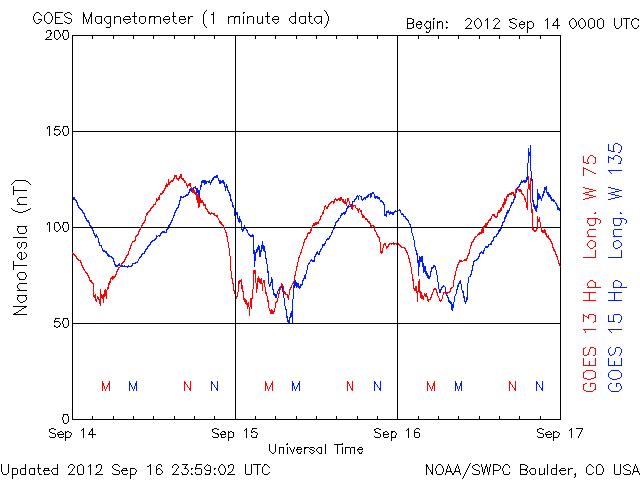 GOES Magnetometer (1 minute data)
Begin: 2012 Sep 14 0000 UTC
200
150
100
50
0
NanoTesla (nT)
M M N N M M N N M M N N
Sep 14 Sep 15 Sep 16 Sep 17
Universal Time
GOES 13 Hp Long. W 75
GOES 15 Hp Long. W 135
Updated 2012 Sep 16 23:59:02 UTC
NOAA/SWPC Boulder, CO USA